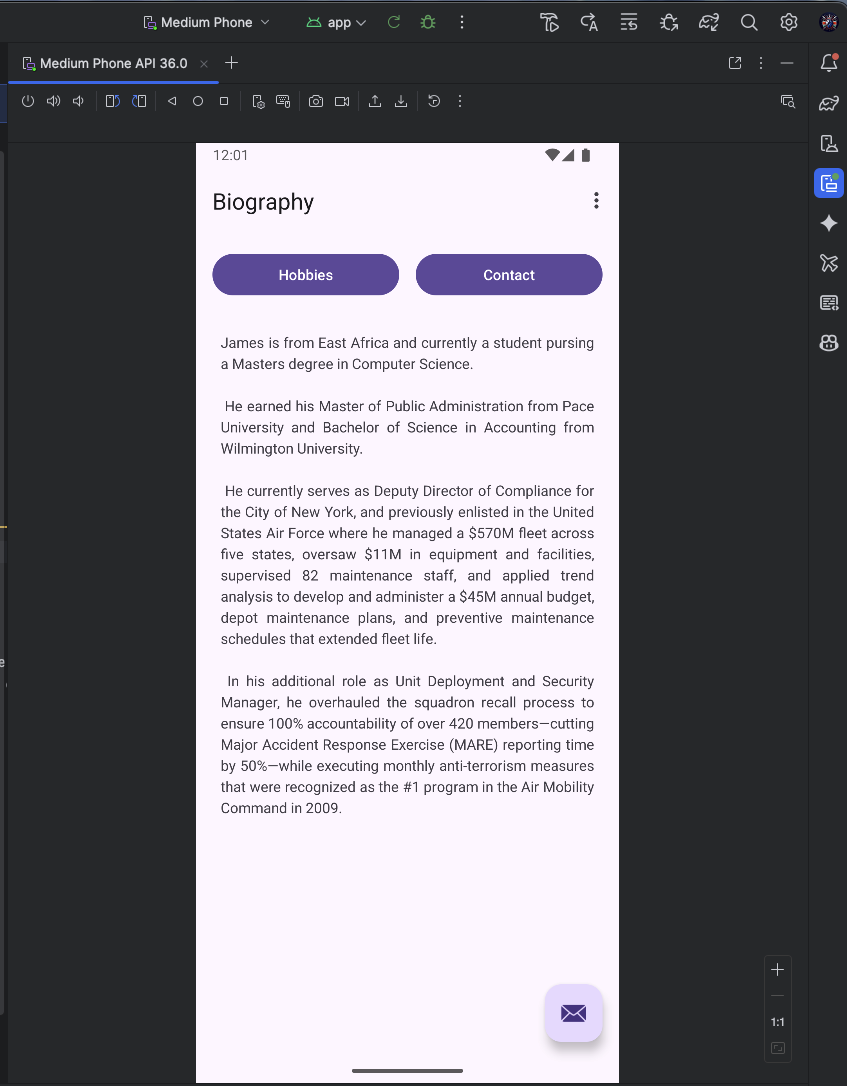 Medium Phone
app
Medium Phone API 36.0
12:01
Biography
Hobbies
Contact
James is from East Africa and currently a student pursing
a Masters degree in Computer Science.
He earned his Master of Public Administration from Pace
University and Bachelor of Science in Accounting from
Wilmington University.
He currently serves as Deputy Director of Compliance for
the City of New York, and previously enlisted in the United
States Air Force where he managed a $570M fleet across
five states, oversaw $11M in equipment and facilities,
supervised 82 maintenance staff, and applied trend
analysis to develop and administer a $45M annual budget,
depot maintenance plans, and preventive maintenance
schedules that extended fleet life.
In his additional role as Unit Deployment and Security
Manager, he overhauled the squadron recall process to
ensure 100% accountability of over 420 members—cutting
Major Accident Response Exercise (MARE) reporting time
by 50%—while executing monthly anti-terrorism measures
that were recognized as the #1 program in the Air Mobility
Command in 2009.
1:1